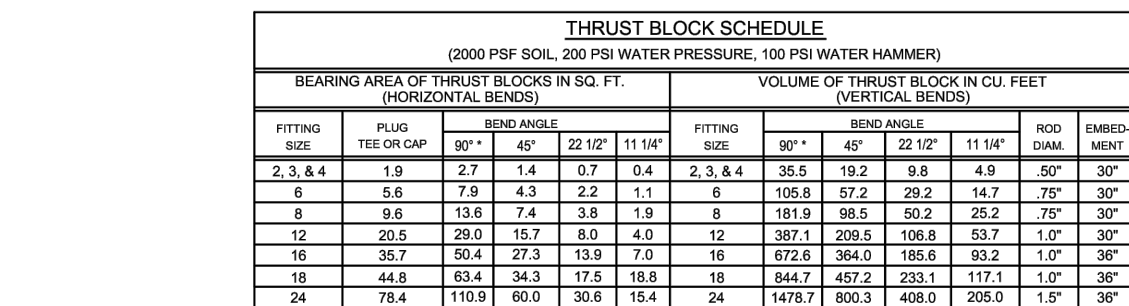 THRUST BLOCK SCHEDULE
(2000 PSF SOIL, 200 PSI WATER PRESSURE, 100 PSI WATER HAMMER)
BEARING AREA OF THRUST BLOCKS IN SQ. FT. VOLUME OF THRUST BLOCK IN CU. FEET
(HORIZONTAL BENDS) (VERTICAL BENDS)
FITTING SIZE PLUG TEE OR CAP BEND ANGLE FITTING SIZE BEND ANGLE ROD DIAM. EMBED- MENT
90° * 45° 22 1/2° 11 1/4° 90° * 45° 22 1/2° 11 1/4°
2, 3, & 4 1.9 2.7 1.4 0.7 0.4 2, 3, & 4 35.5 19.2 9.8 4.9 .50" 30"
6 5.6 7.9 4.3 2.2 1.1 6 105.8 57.2 29.2 14.7 .75" 30"
8 9.6 13.6 7.4 3.8 1.9 8 181.9 98.5 50.2 25.2 .75" 30"
12 20.5 29.0 15.7 8.0 4.0 12 387.1 209.5 106.8 53.7 1.0" 30"
16 35.7 50.4 27.3 13.9 7.0 16 672.6 364.0 185.6 93.2 1.0" 36"
18 44.8 63.4 34.3 17.5 18.8 18 844.7 457.2 233.1 117.1 1.0" 36"
24 78.4 110.9 60.0 30.6 15.4 24 1478.7 800.3 408.0 205.0 1.5" 36"